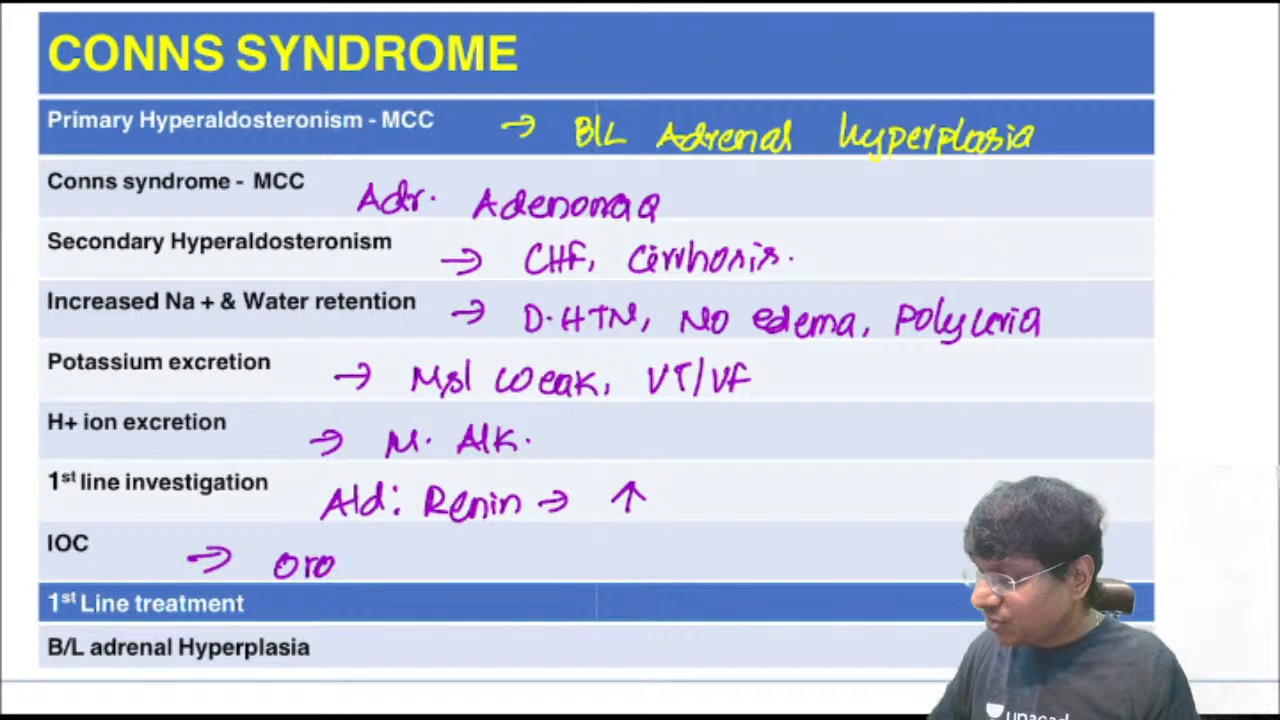 CONNS SYNDROME
Primary Hyperaldosteronism - MCC → B/L Adrenal Hyperplasia
Conns syndrome - MCC Adr. Adenomaa
Secondary Hyperaldosteronism → CHF, Cirrhosis.
Increased Na + & Water retention → D.HTN, No edema, Polyuria
Potassium excretion → Msl weak, VT/VF
H+ ion excretion → M. Alk.
1st line investigation Ald: Renin → ↑
IOC → Oro
1st Line treatment
B/L adrenal Hyperplasia